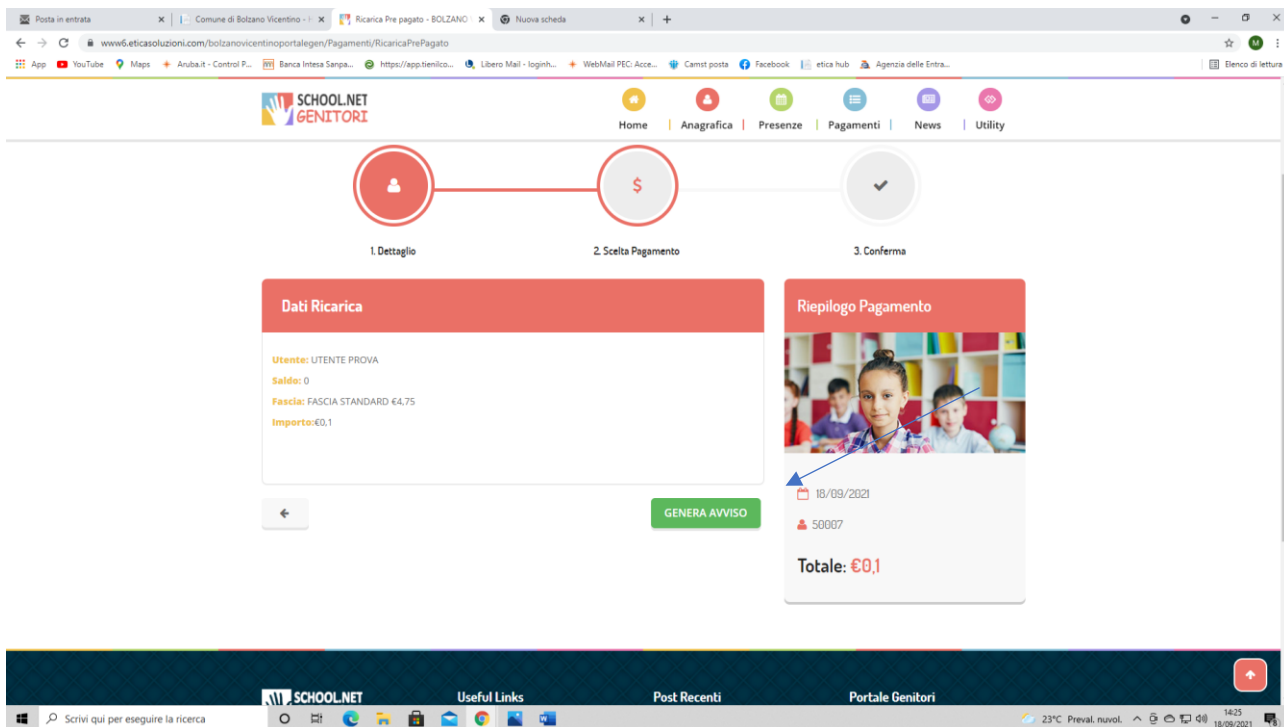 Posta in entrata
Comune di Bolzano Vicentino - H
Ricarica Pre pagato - BOLZANO
Nuova scheda
www6.eticasoluzioni.com/bolzanovicentinoportalegen/Pagamenti/RicaricaPrePagato
M
App YouTube Maps Aruba.it - Control P... Banca Intesa Sanpa... https://app.tienilco... Libero Mail - loginh... WebMail PEC: Acce... Camst posta Facebook etica hub Agenzia delle Entra... Elenco di lettura
SCHOOL.NET
GENITORI
Home Anagrafica Presenze Pagamenti News Utility
$
1. Dettaglio 2. Scelta Pagamento 3. Conferma
Dati Ricarica
Utente: UTENTE PROVA
Saldo: 0
Fascia: FASCIA STANDARD €4,75
Importo:€0,1
GENERA AVVISO
Riepilogo Pagamento
18/09/2021
50007
Totale: €0,1
SCHOOL.NET Useful Links Post Recenti Portale Genitori
Scrivi qui per eseguire la ricerca
23°C Preval. nuvol.
14:25
18/09/2021